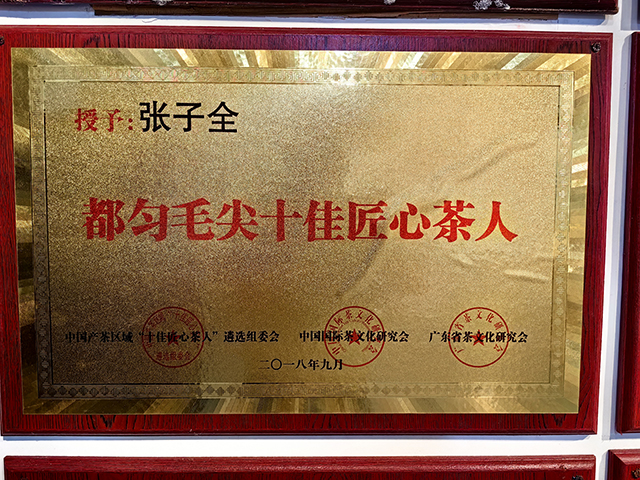 授予:张子全
都匀毛尖十佳匠心茶人
中国产茶区域“十佳匠心茶人”遴选组委会 中国国际茶文化研究会 广东省茶文化研究会
二〇一八年九月